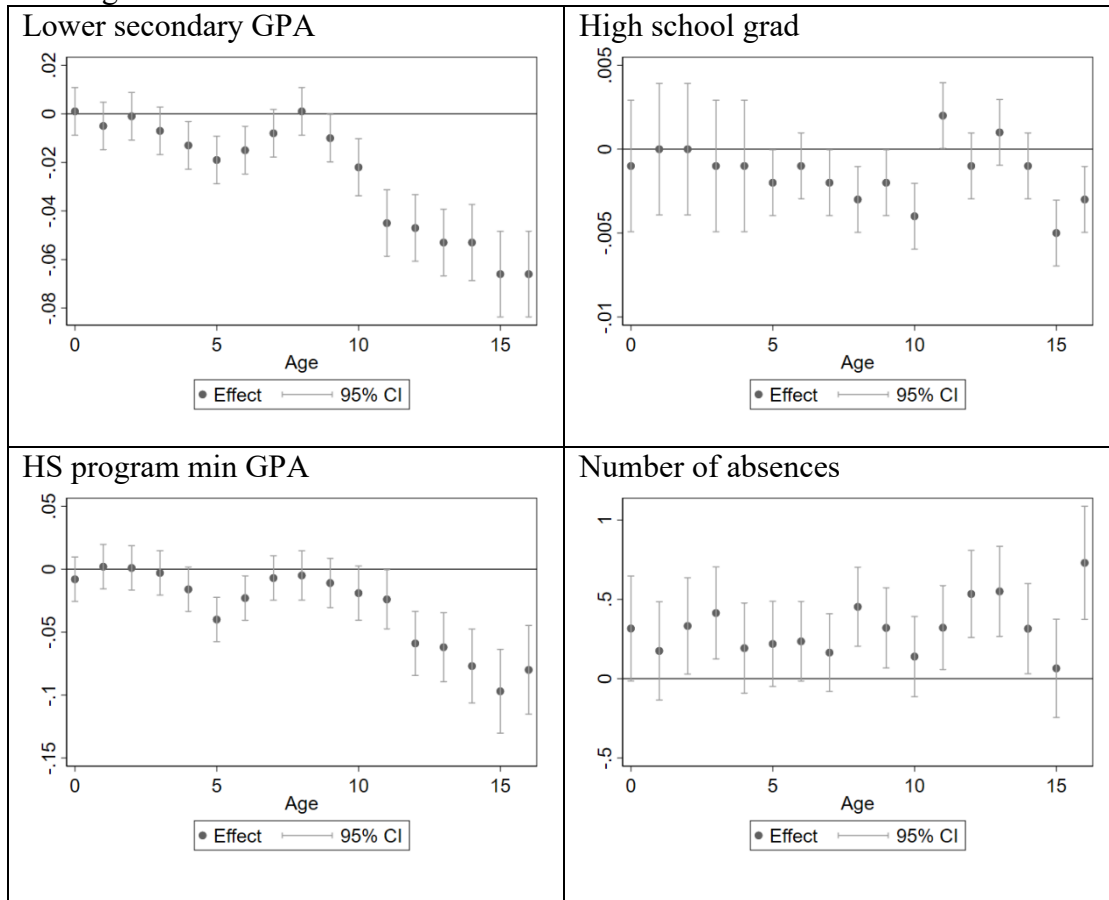 Lower secondary GPA
.02
0
-.02
-.04
-.06
-.08
0 5 10 15
Age
Effect 95% CI
High school grad
.005
0
-.005
-.01
0 5 10 15
Age
Effect 95% CI
HS program min GPA
.05
0
-.05
-.1
-.15
0 5 10 15
Age
Effect 95% CI
Number of absences
1
.5
0
-.5
0 5 10 15
Age
Effect 95% CI